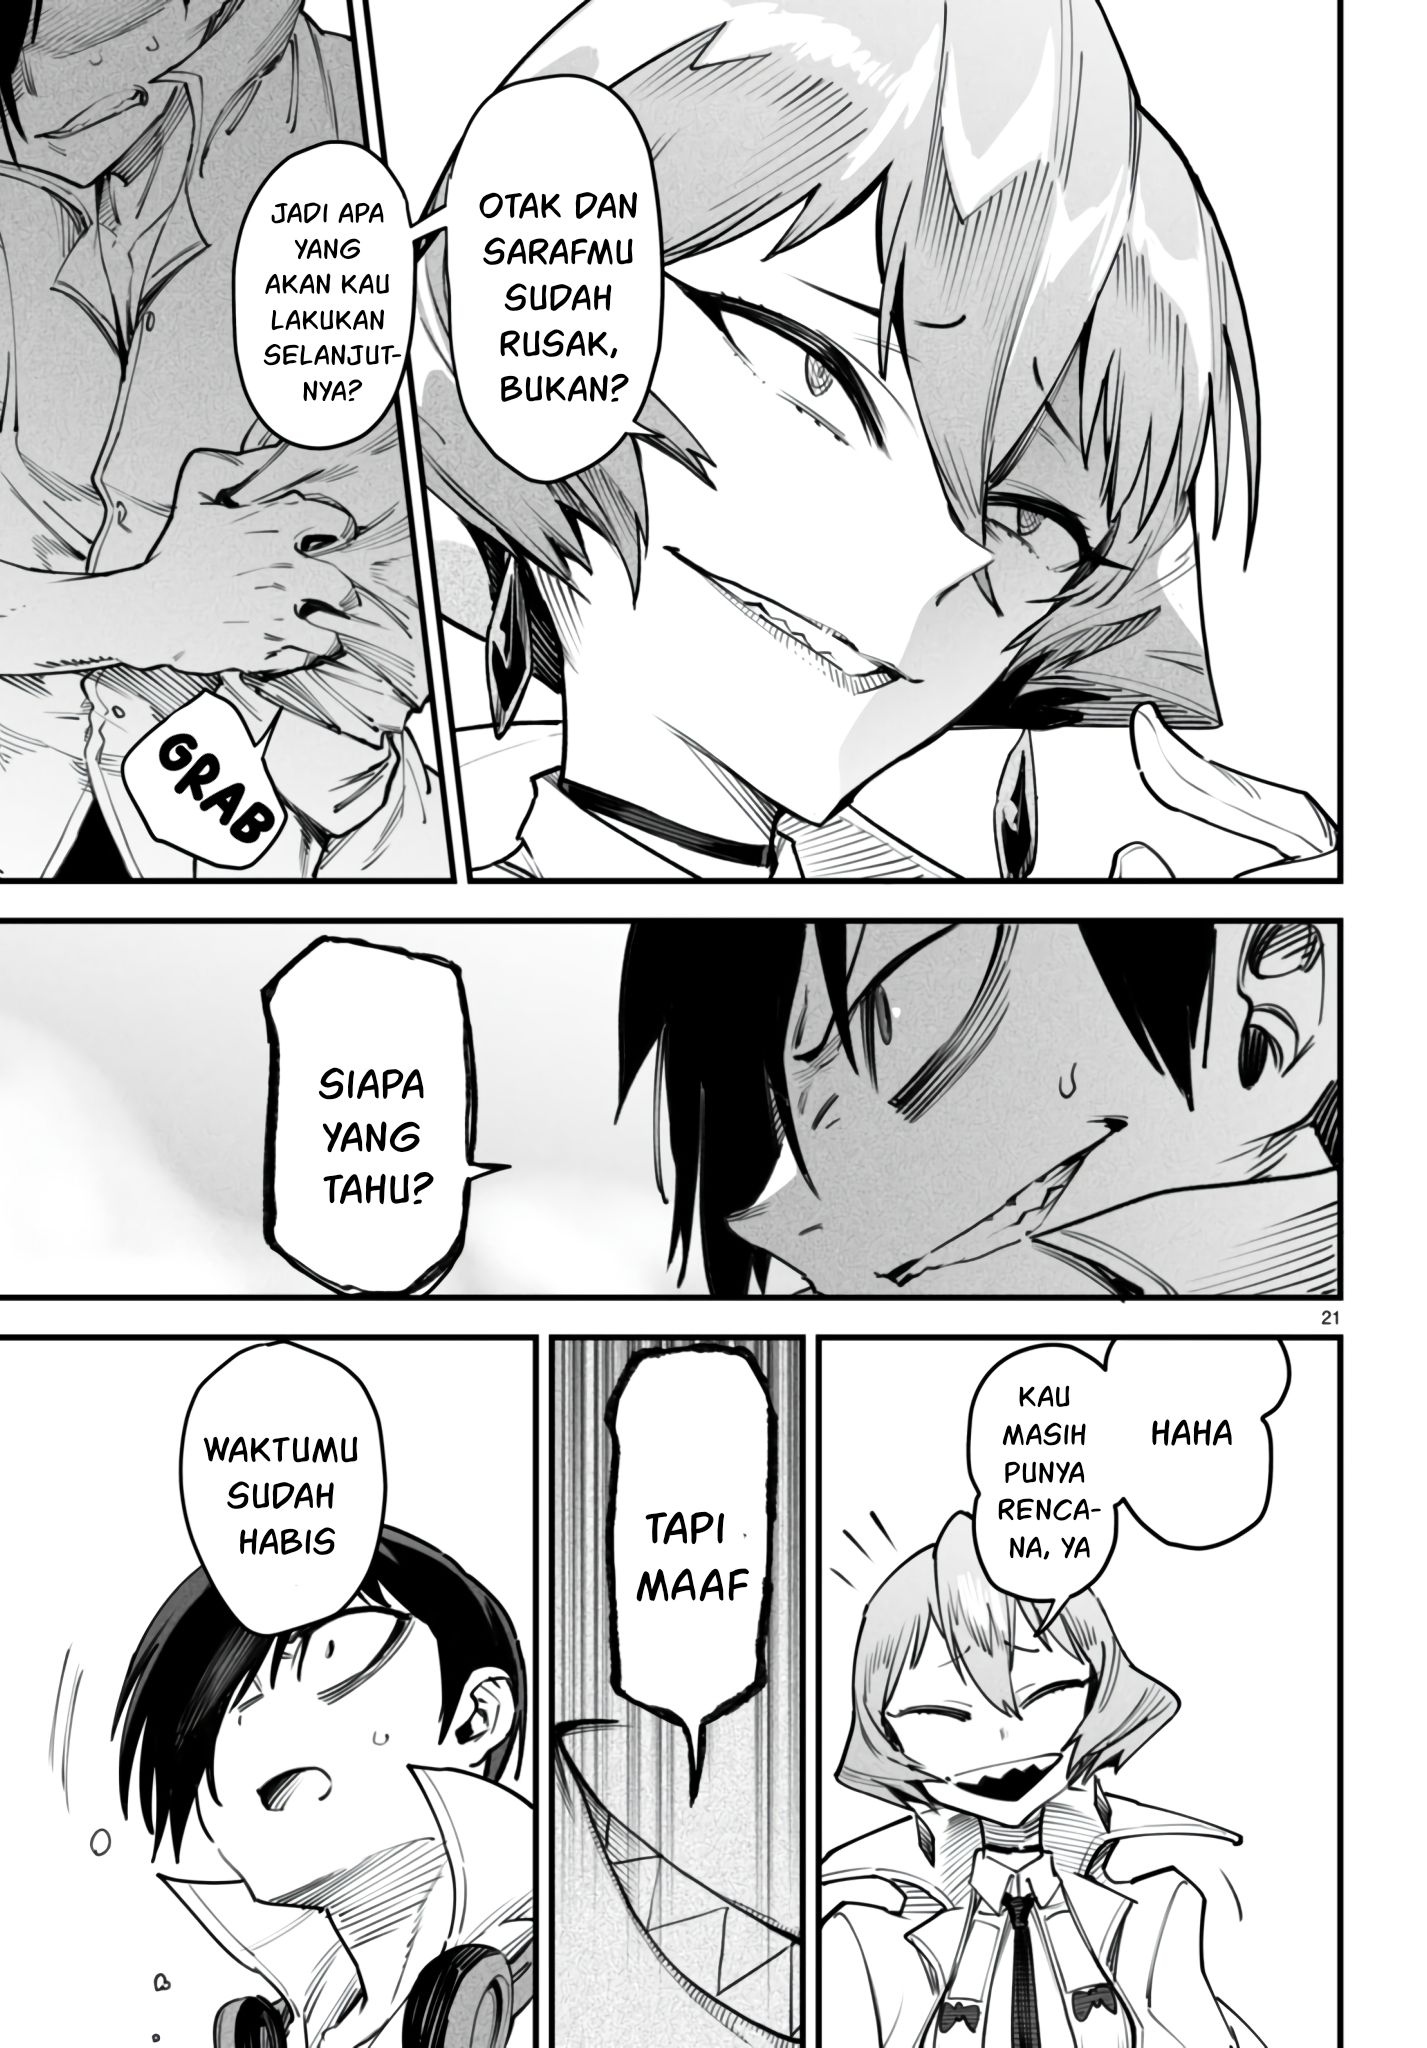 OTAK DAN
SARAFMU
SUDAH
RUSAK,
BUKAN?
JADI APA
YANG
AKAN KAU
LAKUKAN
SELANJUT-
NYA?
GRAB
SIAPA
YANG
TAHU?
21
HAHA
KAU
MASIH
PUNYA
RENCA-
NA, YA
TAPI
MAAF
WAKTUMU
SUDAH
HABIS